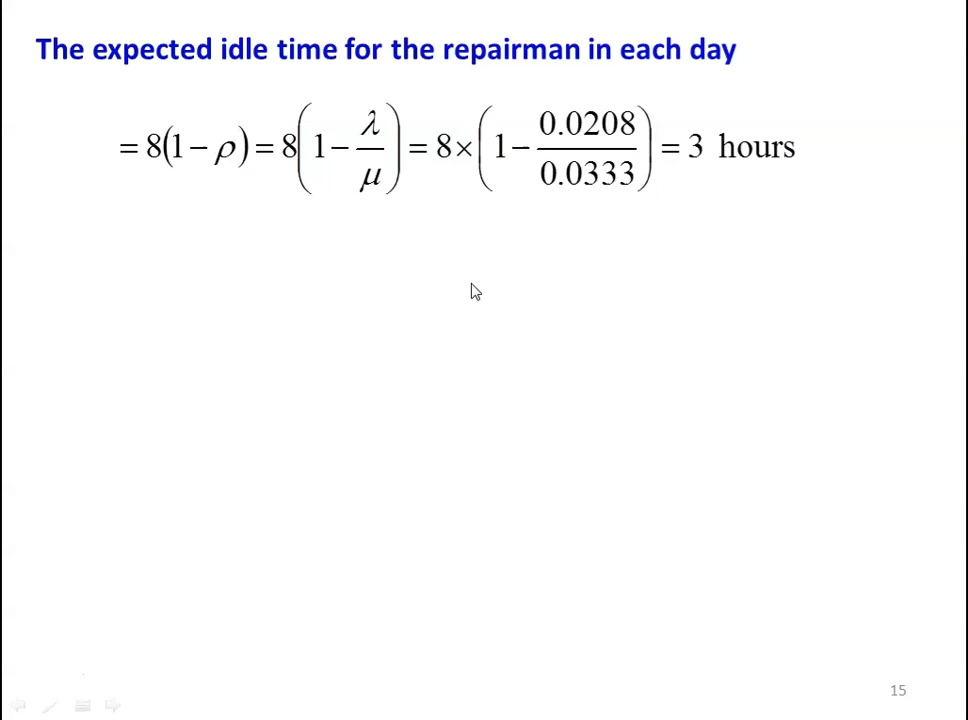 The expected idle time for the repairman in each day
= 8(1 − ρ) = 8(1 − λ/μ) = 8 × (1 − 0.0208/0.0333) = 3 hours
15